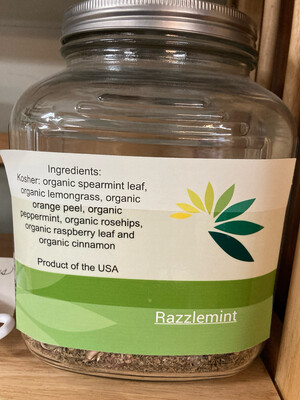 Ingredients:
Kosher: organic spearmint leaf,
organic lemongrass, organic
orange peel, organic
peppermint, organic rosehips,
organic raspberry leaf and
organic cinnamon
Product of the USA
Razzlemint